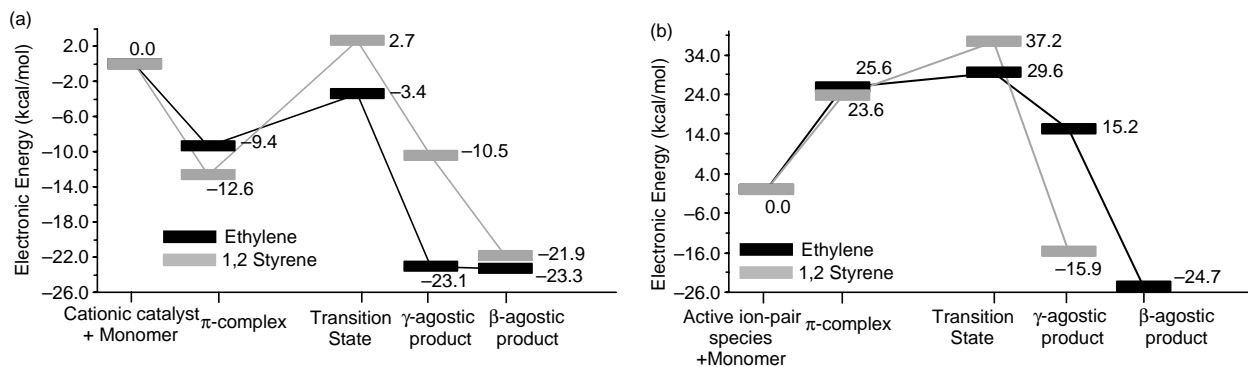 (a)
Electronic Energy (kcal/mol)
2.0
–2.0
–6.0
–10.0
–14.0
–18.0
–22.0
–26.0
0.0
–9.4
–12.6
2.7
–3.4
–10.5
–23.1
–21.9
–23.3
Ethylene
1,2 Styrene
Cationic catalyst
+ Monomer
π-complex
Transition
State
γ-agostic
product
β-agostic
product
(b)
Electronic Energy (kcal/mol)
34.0
24.0
14.0
4.0
–6.0
–16.0
–26.0
0.0
25.6
23.6
37.2
29.6
15.2
–15.9
–24.7
Ethylene
1,2 Styrene
Active ion-pair
species
+Monomer
π-complex
Transition
State
γ-agostic
product
β-agostic
product